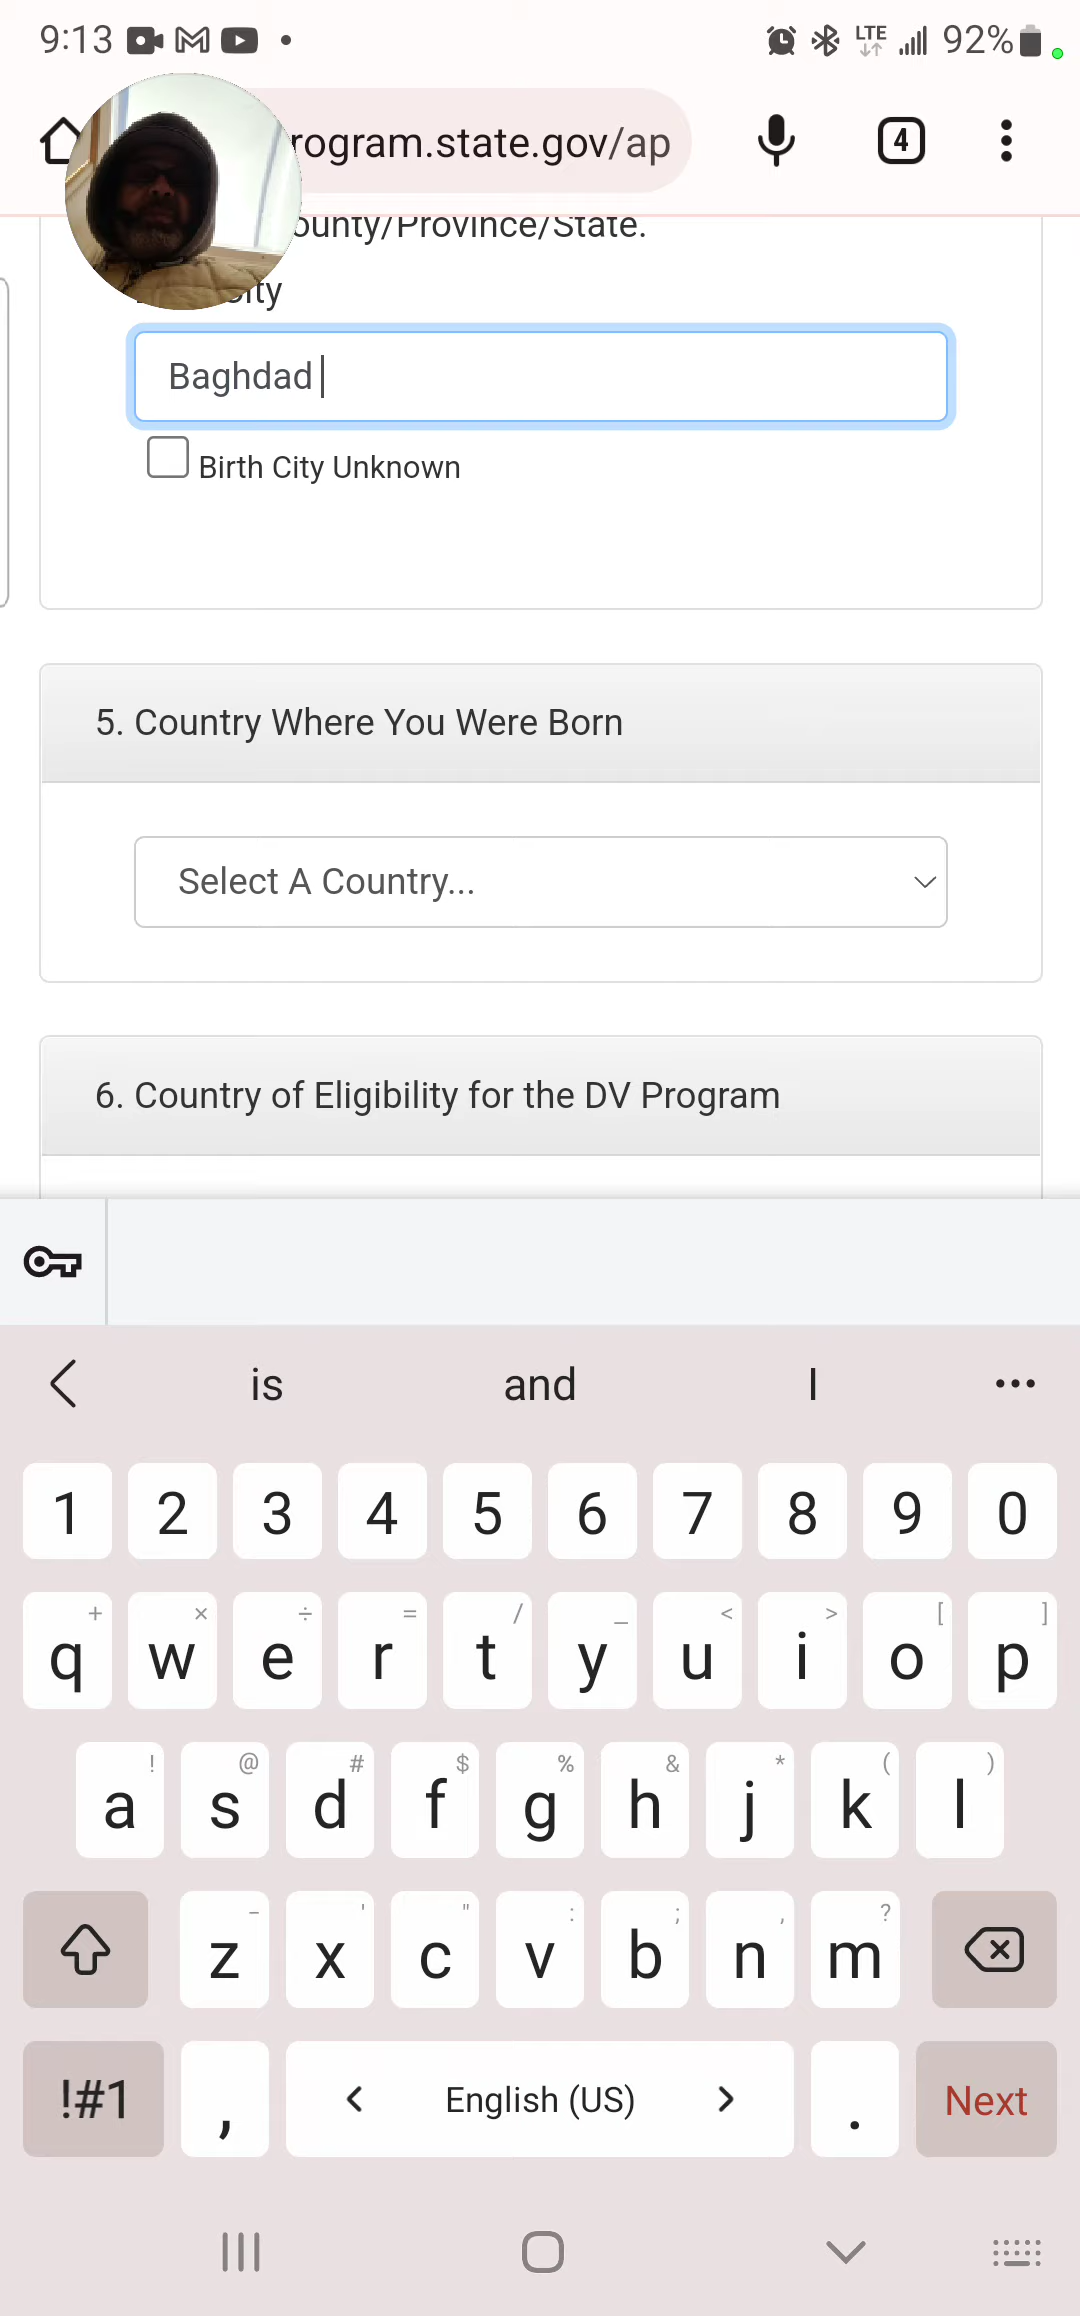 9:13
LTE
92%
rogram.state.gov/ap
4
ounty/Province/State.
City
Baghdad
Birth City Unknown
5. Country Where You Were Born
Select A Country...
6. Country of Eligibility for the DV Program
is and I ...
1 2 3 4 5 6 7 8 9 0
+ × ÷ = / _ < > [ ]
q w e r t y u i o p
! @ # $ % & * ( )
a s d f g h j k l
- ' " : ; , ?
z x c v b n m
!#1 , < English (US) > . Next